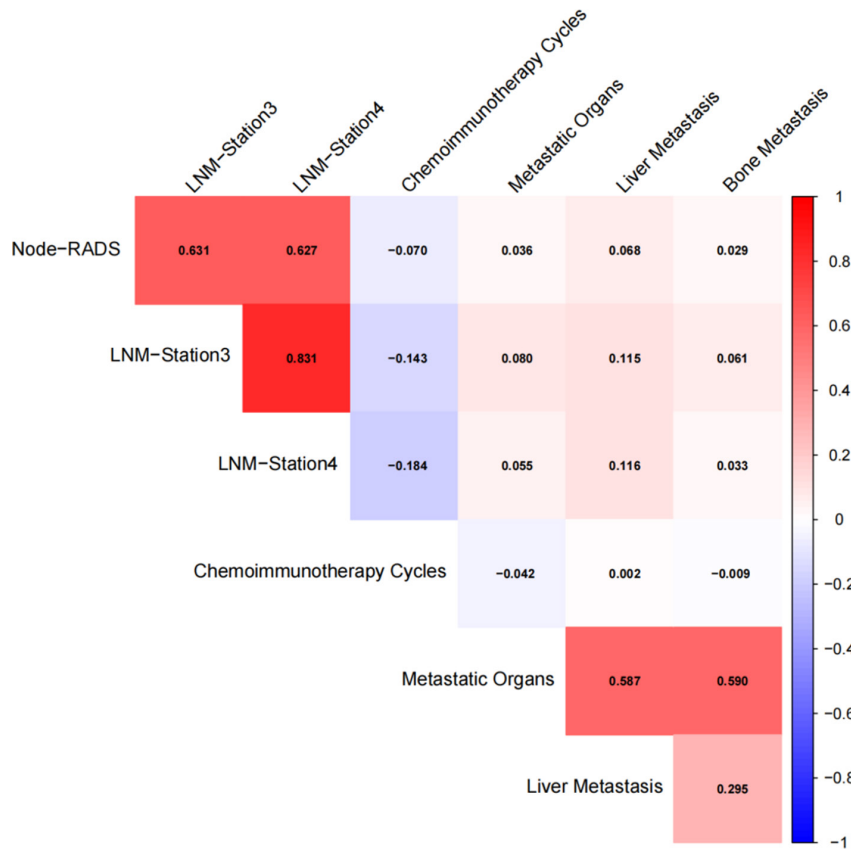 LNM−Station3
LNM−Station4
Chemoimmunotherapy Cycles
Metastatic Organs
Liver Metastasis
Bone Metastasis
Node−RADS 0.631 0.627 −0.070 0.036 0.068 0.029
LNM−Station3 0.831 −0.143 0.080 0.115 0.061
LNM−Station4 −0.184 0.055 0.116 0.033
Chemoimmunotherapy Cycles −0.042 0.002 −0.009
Metastatic Organs 0.587 0.590
Liver Metastasis 0.295
1
0.8
0.6
0.4
0.2
0
−0.2
−0.4
−0.6
−0.8
−1